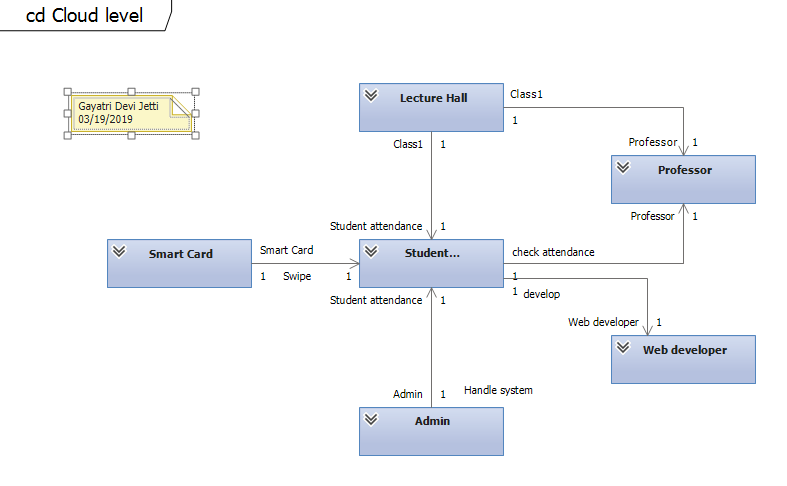 cd Cloud level
Gayatri Devi Jetti
03/19/2019
Lecture Hall
Class1
1
Class1
1
Professor
1
Professor
Professor
1
Student attendance
1
Smart Card
Smart Card
1
Swipe
1
Student...
check attendance
1
1
develop
Student attendance
1
Web developer
1
Web developer
Admin
1
Handle system
Admin